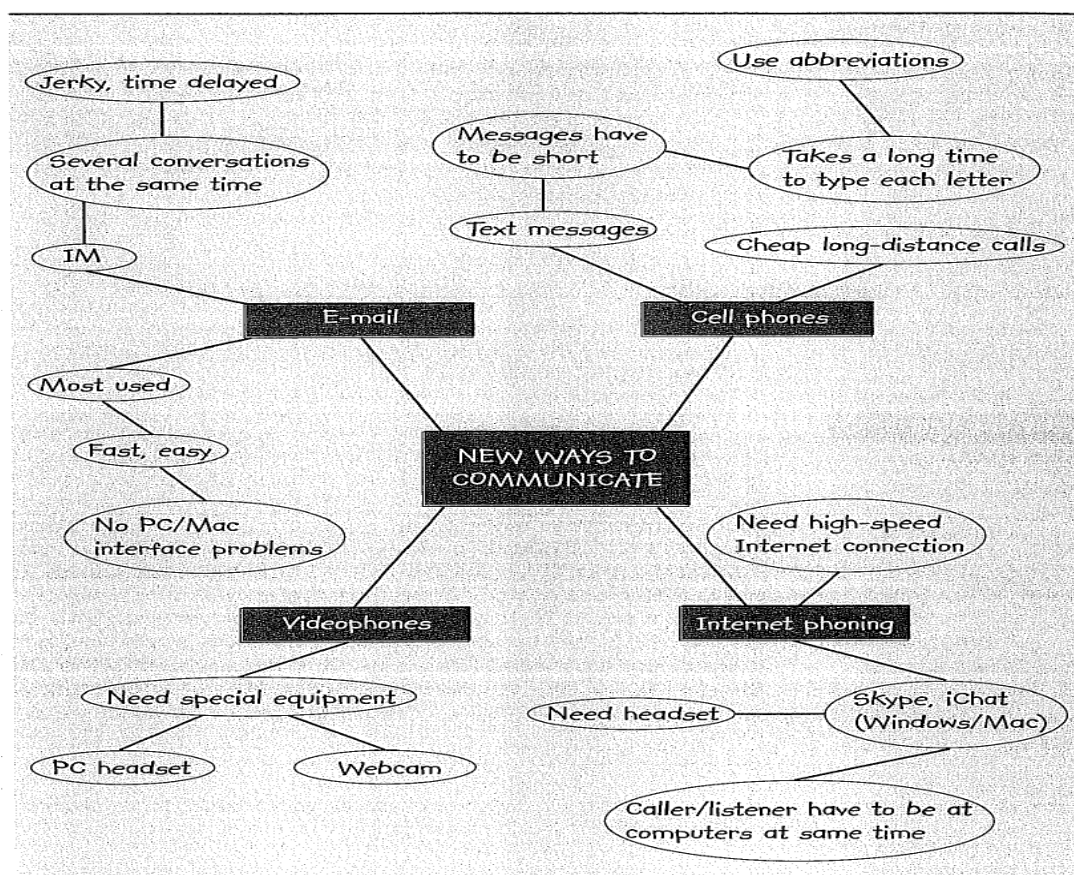 Use abbreviations
Jerky, time delayed
Messages have
to be short
Several conversations
at the same time
Takes a long time
to type each letter
Text messages
Cheap long-distance calls
IM
E-mail
Cell phones
Most used
Fast, easy
NEW WAYS TO
COMMUNICATE
No PC/Mac
interface problems
Need high-speed
Internet connection
Videophones
Internet phoning
Need special equipment
Skype, iChat
(Windows/Mac)
Need headset
PC headset
Webcam
Caller/listener have to be at
computers at same time